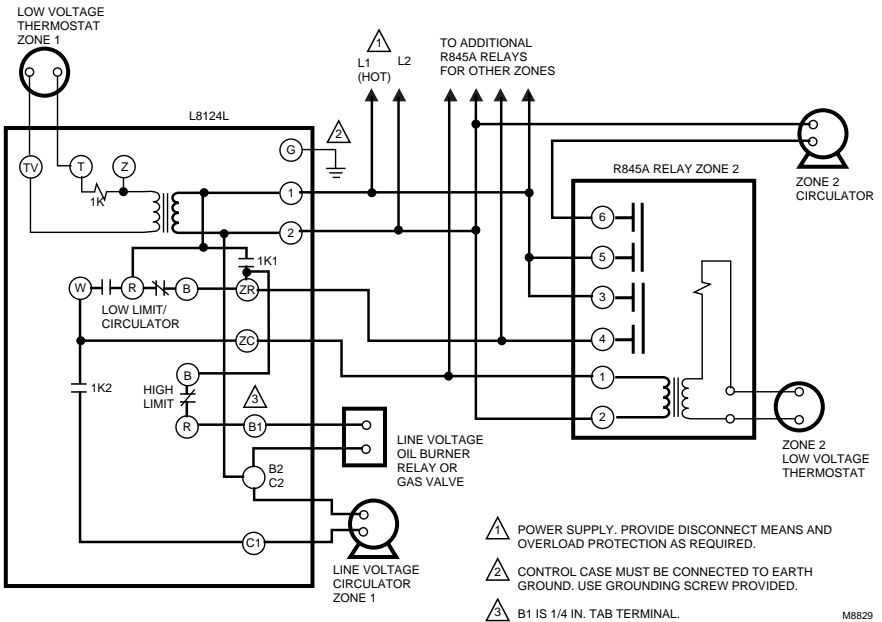 LOW VOLTAGE
THERMOSTAT
ZONE 1
1
L1
(HOT)
L2
TO ADDITIONAL
R845A RELAYS
FOR OTHER ZONES
L8124L
2
G
TV
T
Z
1K
1
2
R845A RELAY ZONE 2
ZONE 2
CIRCULATOR
6
5
3
4
1
2
1K1
W
R
B
ZR
LOW LIMIT/
CIRCULATOR
ZC
1K2
B
HIGH
LIMIT
R
3
B1
B2
C2
C1
LINE VOLTAGE
OIL BURNER
RELAY OR
GAS VALVE
LINE VOLTAGE
CIRCULATOR
ZONE 1
ZONE 2
LOW VOLTAGE
THERMOSTAT
1 POWER SUPPLY. PROVIDE DISCONNECT MEANS AND
OVERLOAD PROTECTION AS REQUIRED.
2 CONTROL CASE MUST BE CONNECTED TO EARTH
GROUND. USE GROUNDING SCREW PROVIDED.
3 B1 IS 1/4 IN. TAB TERMINAL.
M8829